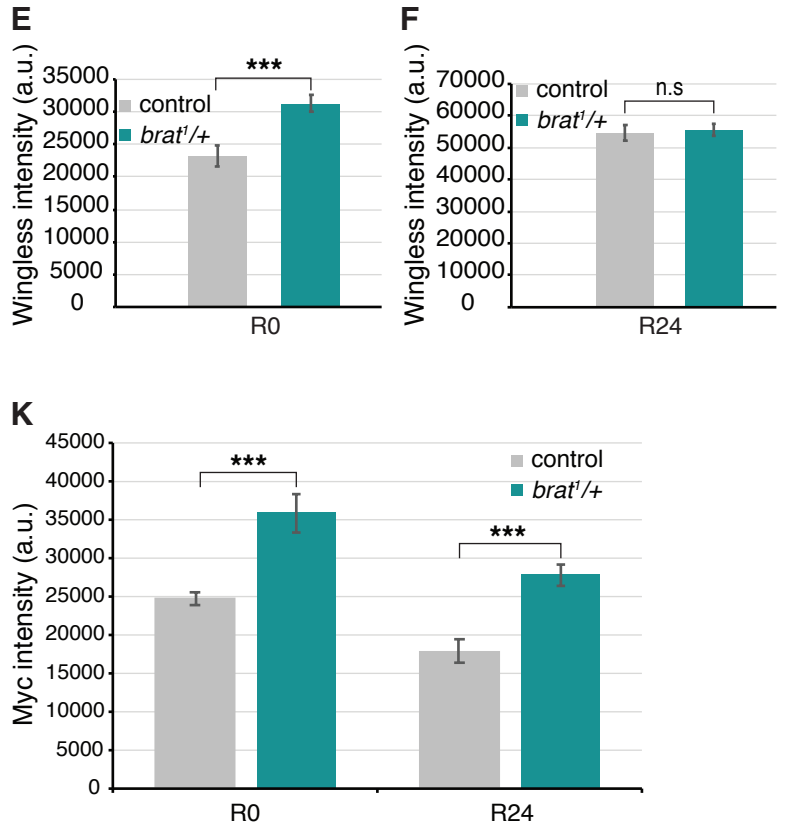 E
Wingless intensity (a.u.)
35000
30000
25000
20000
15000
10000
5000
0
control
brat¹/+
***
R0
F
Wingless intensity (a.u.)
70000
60000
50000
40000
30000
20000
10000
0
control
brat¹/+
n.s
R24
K
Myc intensity (a.u.)
45000
40000
35000
30000
25000
20000
15000
10000
5000
0
***
***
control
brat¹/+
R0
R24